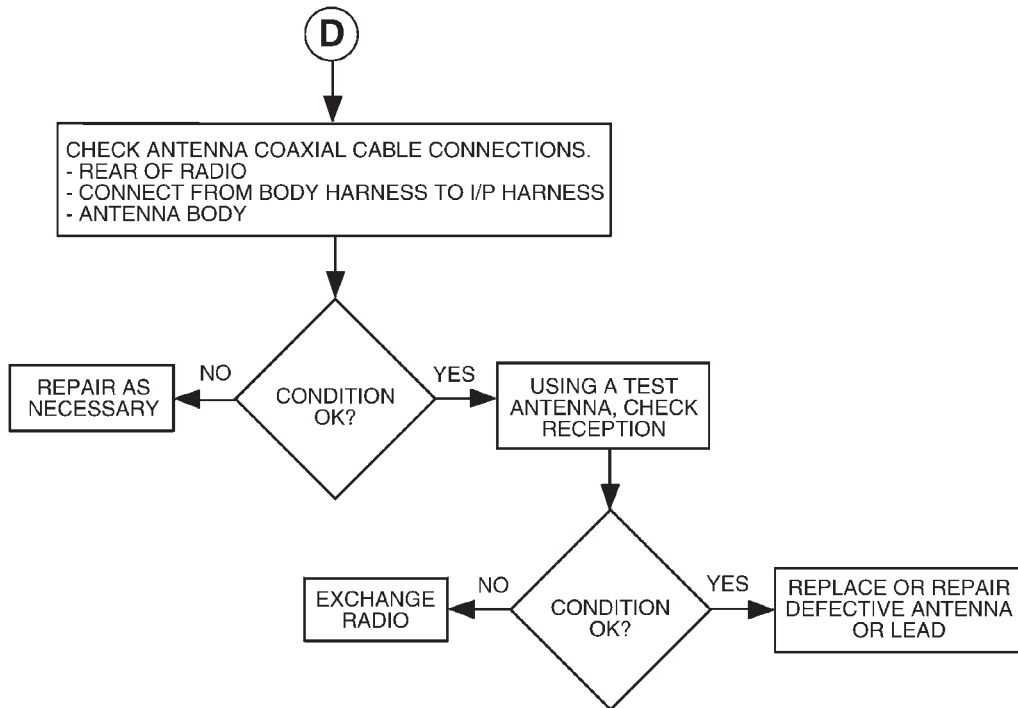 D
CHECK ANTENNA COAXIAL CABLE CONNECTIONS.
- REAR OF RADIO
- CONNECT FROM BODY HARNESS TO I/P HARNESS
- ANTENNA BODY
NO
YES
REPAIR AS
NECESSARY
CONDITION
OK?
USING A TEST
ANTENNA, CHECK
RECEPTION
NO
YES
EXCHANGE
RADIO
CONDITION
OK?
REPLACE OR REPAIR
DEFECTIVE ANTENNA
OR LEAD